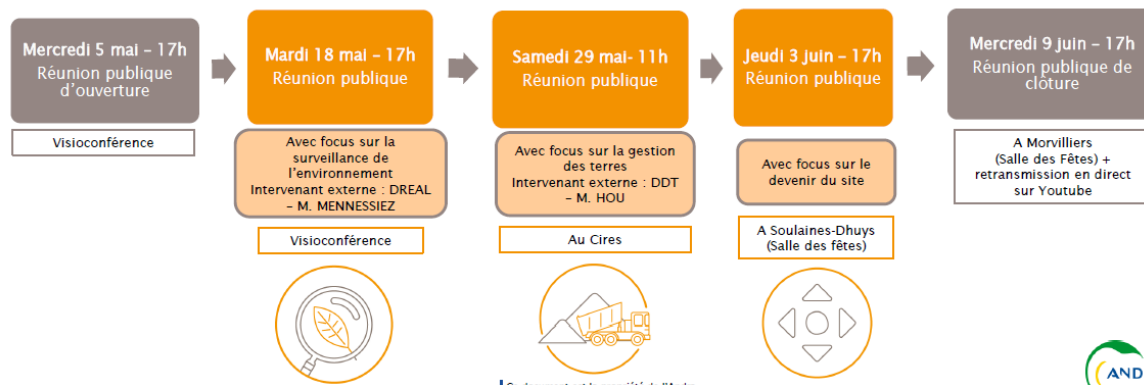 Mercredi 5 mai – 17h
Réunion publique
d'ouverture
Visioconférence
Mardi 18 mai – 17h
Réunion publique
Avec focus sur la
surveillance de
l'environnement
Intervenant externe : DREAL
– M. MENNESSIEZ
Visioconférence
Samedi 29 mai- 11h
Réunion publique
Avec focus sur la gestion
des terres
Intervenant externe : DDT
– M. HOU
Au Cires
Jeudi 3 juin – 17h
Réunion publique
Avec focus sur le
devenir du site
A Soulaines-Dhuys
(Salle des fêtes)
Mercredi 9 juin – 17h
Réunion publique de
clôture
A Morvilliers
(Salle des Fêtes) +
retransmission en direct
sur Youtube
AND